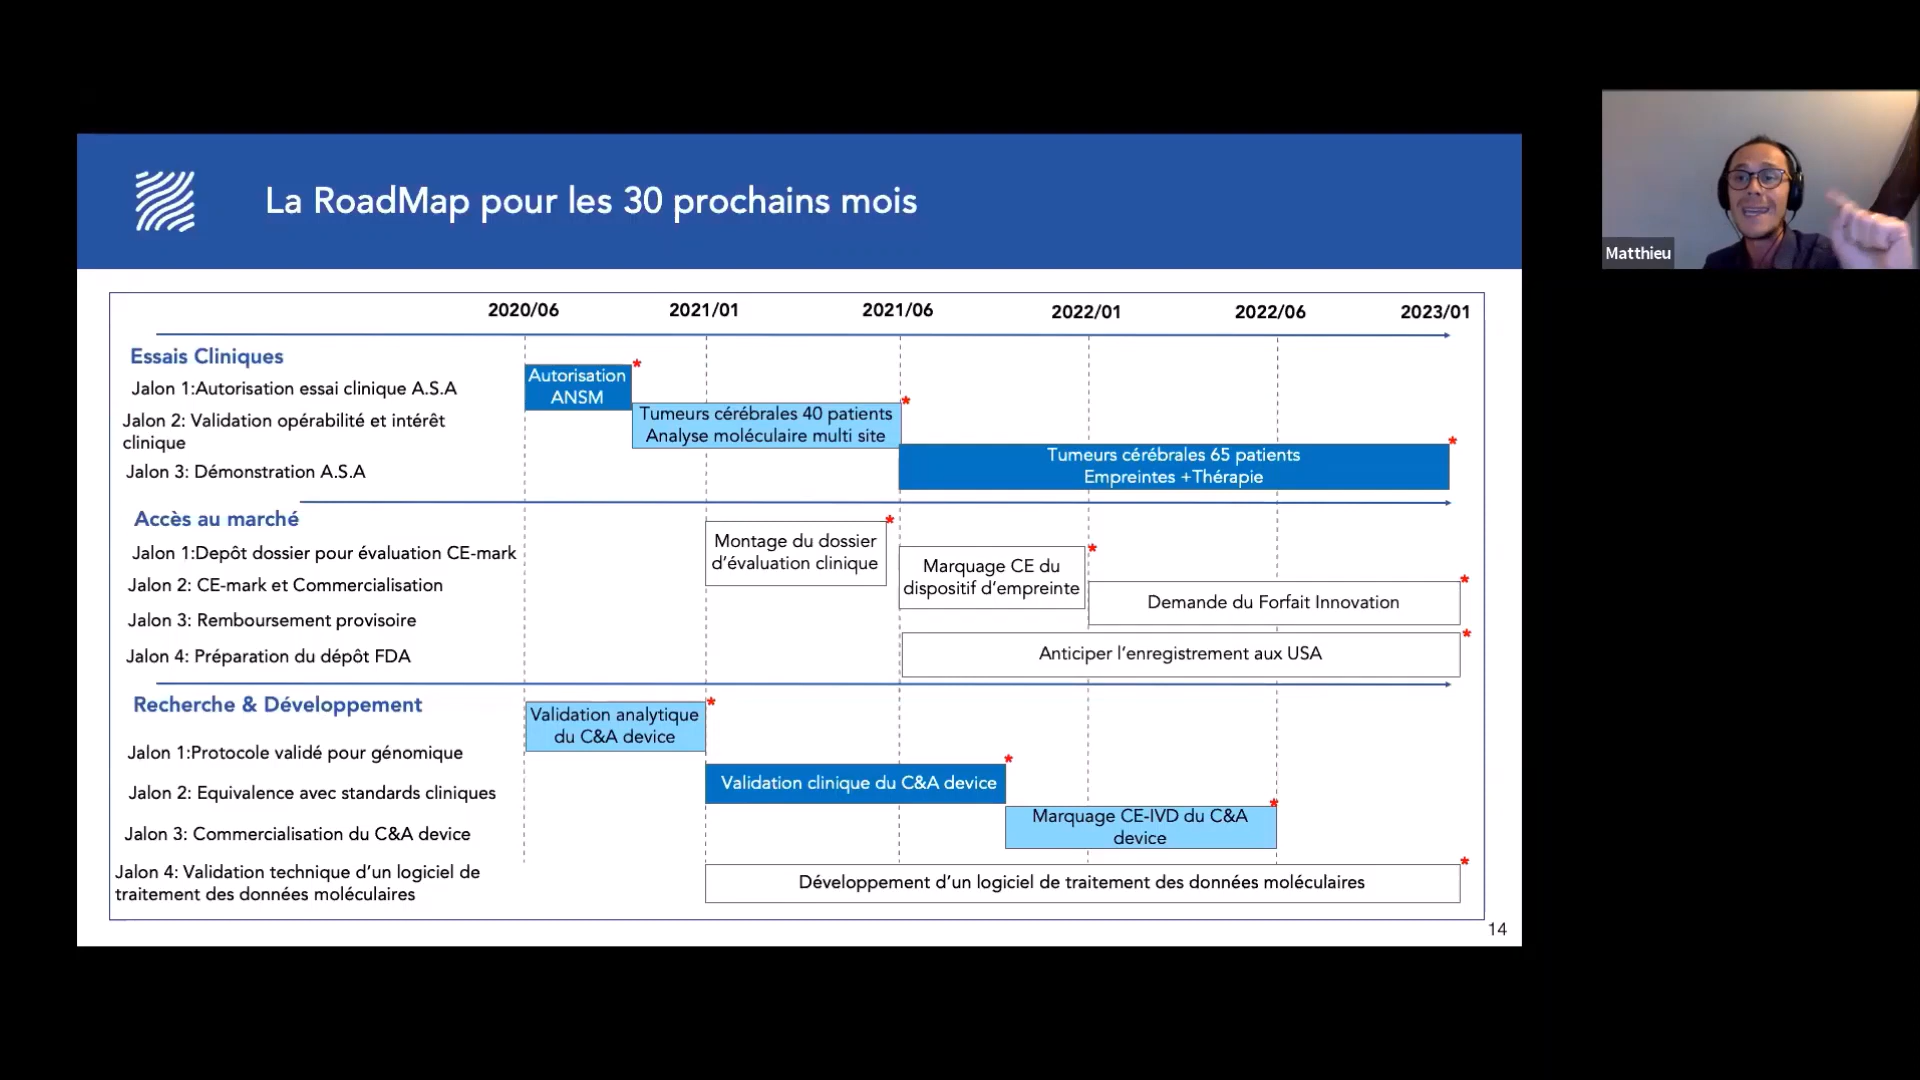 La RoadMap pour les 30 prochains mois
Matthieu
2020/06 2021/01 2021/06 2022/01 2022/06 2023/01
Essais Cliniques
Jalon 1:Autorisation essai clinique A.S.A
Jalon 2: Validation opérabilité et intérêt
clinique
Jalon 3: Démonstration A.S.A
Autorisation
ANSM
*
Tumeurs cérébrales 40 patients
Analyse moléculaire multi site
*
Tumeurs cérébrales 65 patients
Empreintes +Thérapie
*
Accès au marché
Jalon 1:Depôt dossier pour évaluation CE-mark
Jalon 2: CE-mark et Commercialisation
Jalon 3: Remboursement provisoire
Jalon 4: Préparation du dépôt FDA
Montage du dossier
d’évaluation clinique
*
Marquage CE du
dispositif d’empreinte
*
Demande du Forfait Innovation
*
Anticiper l’enregistrement aux USA
*
Recherche & Développement
Jalon 1:Protocole validé pour génomique
Jalon 2: Equivalence avec standards cliniques
Jalon 3: Commercialisation du C&A device
Jalon 4: Validation technique d’un logiciel de
traitement des données moléculaires
Validation analytique
du C&A device
*
Validation clinique du C&A device
*
Marquage CE-IVD du C&A
device
*
Développement d’un logiciel de traitement des données moléculaires
*
14